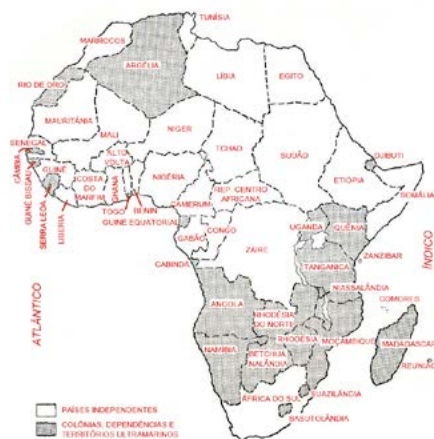 TUNÍSIA
MARROCOS
ARGÉLIA
LÍBIA
EGITO
RIO DE ORO
MAURITÂNIA
MALI
NIGER
TCHAD
SUDÃO
DJIBUTI
SENEGAL
GÂMBIA
GUINÉ BISSAU
GUINÉ
SERRA LEOA
LIBÉRIA
COSTA
DO
MARFIM
ALTO
VOLTA
GHANA
TOGO
BENIN
NIGÉRIA
CAMERUM
REP. CENTRO
AFRICANA
ETIÓPIA
GUINÉ EQUATORIAL
GABÃO
CONGO
ZAIRE
UGANDA
QUÊNIA
CABINDA
TANGANICA
ZANZIBAR
ÍNDICO
NIASSALÂNDIA
COMORES
ATLÂNTICO
ANGOLA
RHODÉSIA
DO NORTE
RHODÉSIA
MOÇAMBIQUE
MADAGASCAR
REUNIÃO
NAMÍBIA
BETCHUA
NALÂNDIA
SUAZILÂNDIA
ÁFRICA DO SUL
BASUTOLÂNDIA
PAÍSES INDEPENDENTES
COLÔNIAS, DEPENDÊNCIAS E
TERRITÓRIOS ULTRAMARINOS